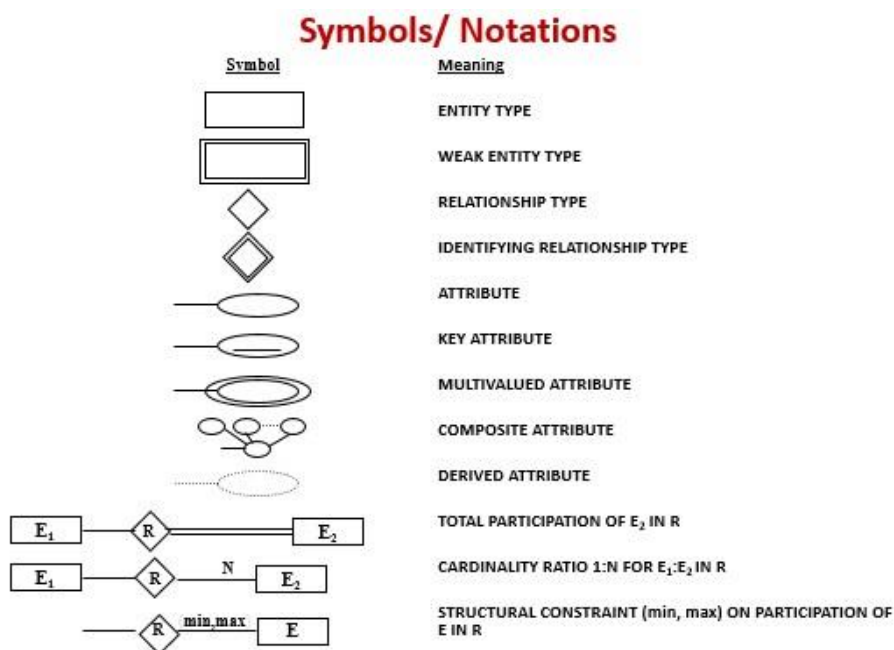 Symbols/ Notations
Symbol Meaning
ENTITY TYPE
WEAK ENTITY TYPE
RELATIONSHIP TYPE
IDENTIFYING RELATIONSHIP TYPE
ATTRIBUTE
KEY ATTRIBUTE
MULTIVALUED ATTRIBUTE
COMPOSITE ATTRIBUTE
DERIVED ATTRIBUTE
E₁ R E₂ TOTAL PARTICIPATION OF E₂ IN R
E₁ R N E₂ CARDINALITY RATIO 1:N FOR E₁:E₂ IN R
R min,max E STRUCTURAL CONSTRAINT (min, max) ON PARTICIPATION OF
E IN R